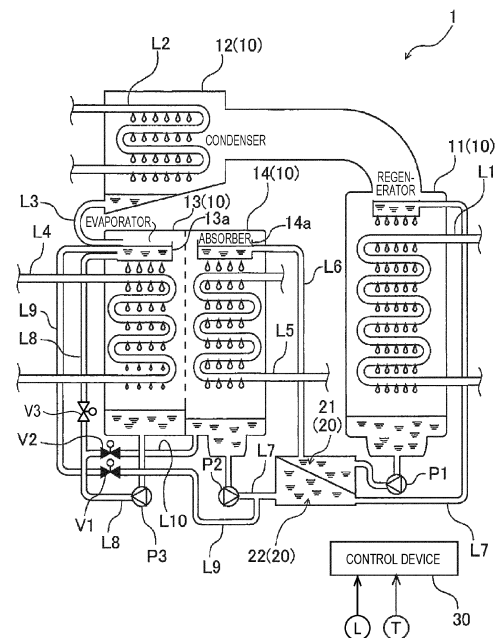 1
12(10)
L2
CONDENSER
11(10)
REGEN-
ERATOR
L1
14(10)
13(10)
L3
EVAPORATOR
13a
ABSORBER
14a
L4
L6
L9
L8
L5
V3
21
(20)
V2
P2
L7
P1
V1
L10
L8
P3
22(20)
L9
L7
CONTROL DEVICE
30
L
T